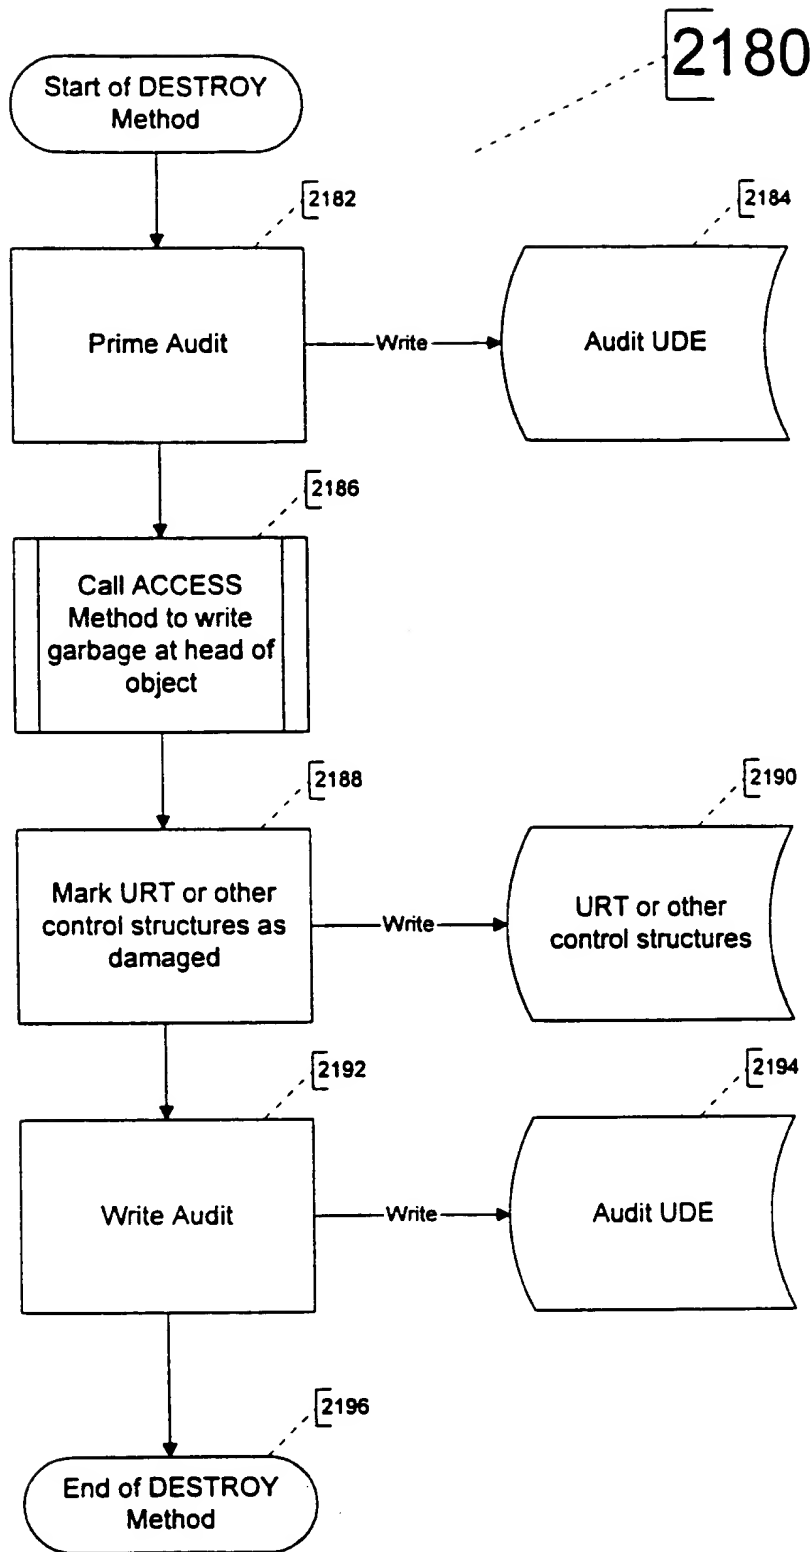 2180
Start of DESTROY
Method
2182
2184
Prime Audit
Write
Audit UDE
2186
Call ACCESS
Method to write
garbage at head of
object
2188
2190
Mark URT or other
control structures as
damaged
Write
URT or other
control structures
2192
2194
Write Audit
Write
Audit UDE
2196
End of DESTROY
Method